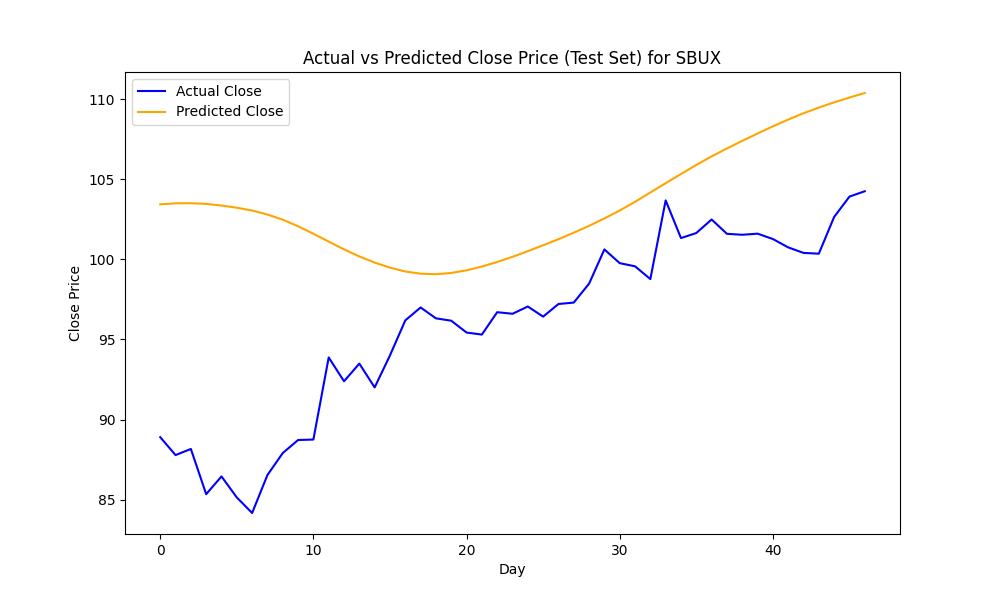 Actual vs Predicted Close Price (Test Set) for SBUX
Actual Close
Predicted Close
110
105
100
95
90
85
Close Price
0 10 20 30 40
Day